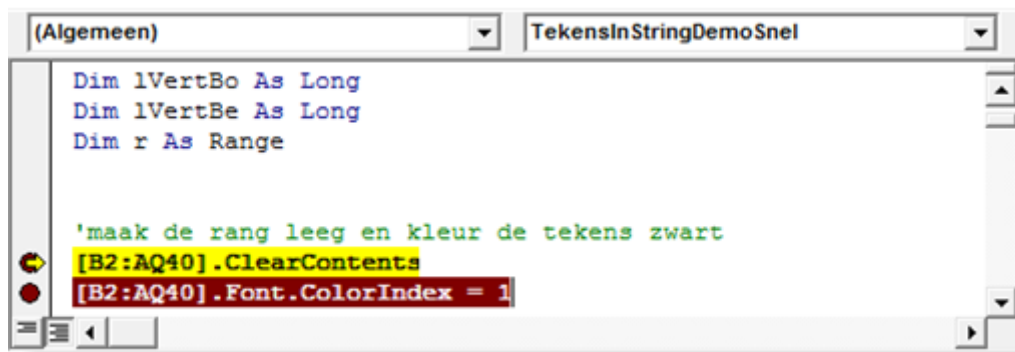 (Algemeen) TekensInStringDemoSnel
Dim lVertBo As Long
Dim lVertBe As Long
Dim r As Range
'maak de rang leeg en kleur de tekens zwart
[B2:AQ40].ClearContents
[B2:AQ40].Font.ColorIndex = 1